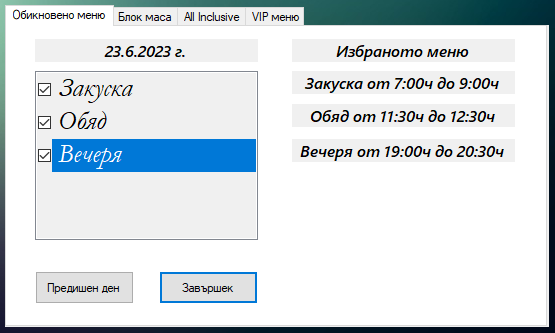 Обикновено меню Блок маса All Inclusive VIP меню
23.6.2023 г.
Закуска
Обяд
Вечеря
Предишен ден Завършек
Избраното меню
Закуска от 7:00ч до 9:00ч
Обяд от 11:30ч до 12:30ч
Вечеря от 19:00ч до 20:30ч